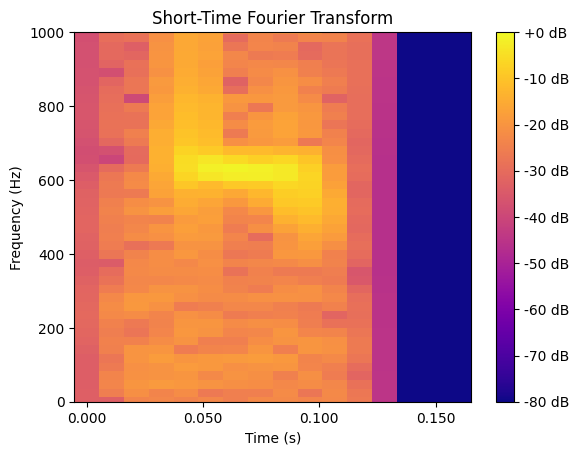 Short-Time Fourier Transform
Frequency (Hz)
1000
800
600
400
200
0
0.000
0.050
0.100
0.150
Time (s)
+0 dB
-10 dB
-20 dB
-30 dB
-40 dB
-50 dB
-60 dB
-70 dB
-80 dB